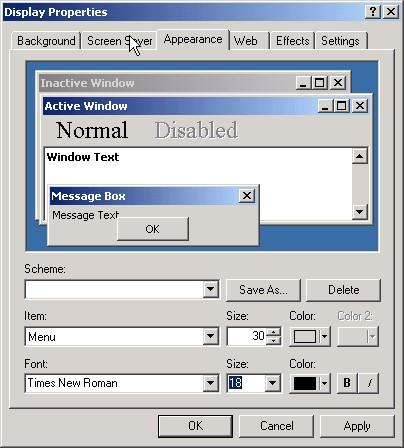 Display Properties
Background Screen Saver Appearance Web Effects Settings
Inactive Window
Active Window
Normal Disabled
Window Text
Message Box
Message Text
OK
Scheme:
Save As... Delete
Item: Size: Color: Color 2:
Menu 30
Font: Size: Color:
Times New Roman 18 B /
OK Cancel Apply